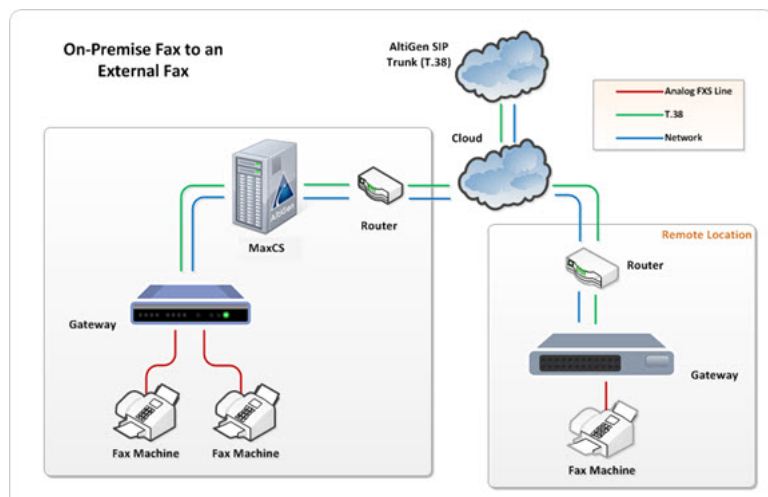 On-Premise Fax to an
External Fax
AltiGen SIP
Trunk (T.38)
Analog FXS Line
T.38
Network
Cloud
AltiGen
MaxCS
Router
Remote Location
Router
Gateway
Gateway
Fax Machine
Fax Machine
Fax Machine